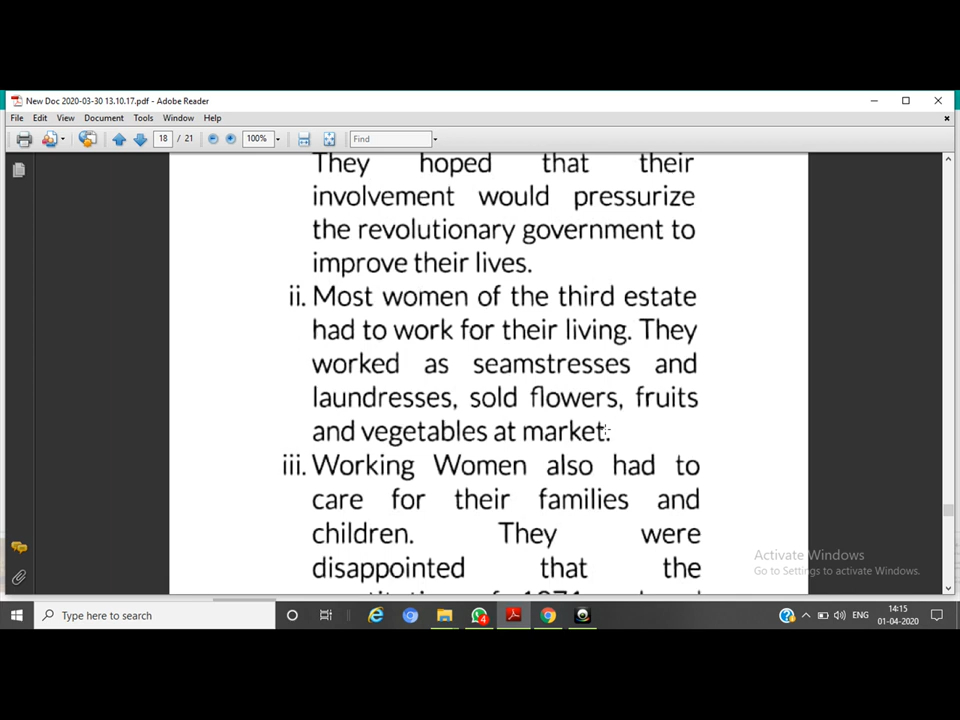 New Doc 2020-03-30 13.10.17.pdf - Adobe Reader
File Edit View Document Tools Window Help
18 / 21 100% Find
They hoped that their
involvement would pressurize
the revolutionary government to
improve their lives.
ii. Most women of the third estate
had to work for their living. They
worked as seamstresses and
laundresses, sold flowers, fruits
and vegetables at market.
iii. Working Women also had to
care for their families and
children. They were
disappointed that the
Activate Windows
Go to Settings to activate Windows.
Type here to search
4
ENG
14:15
01-04-2020